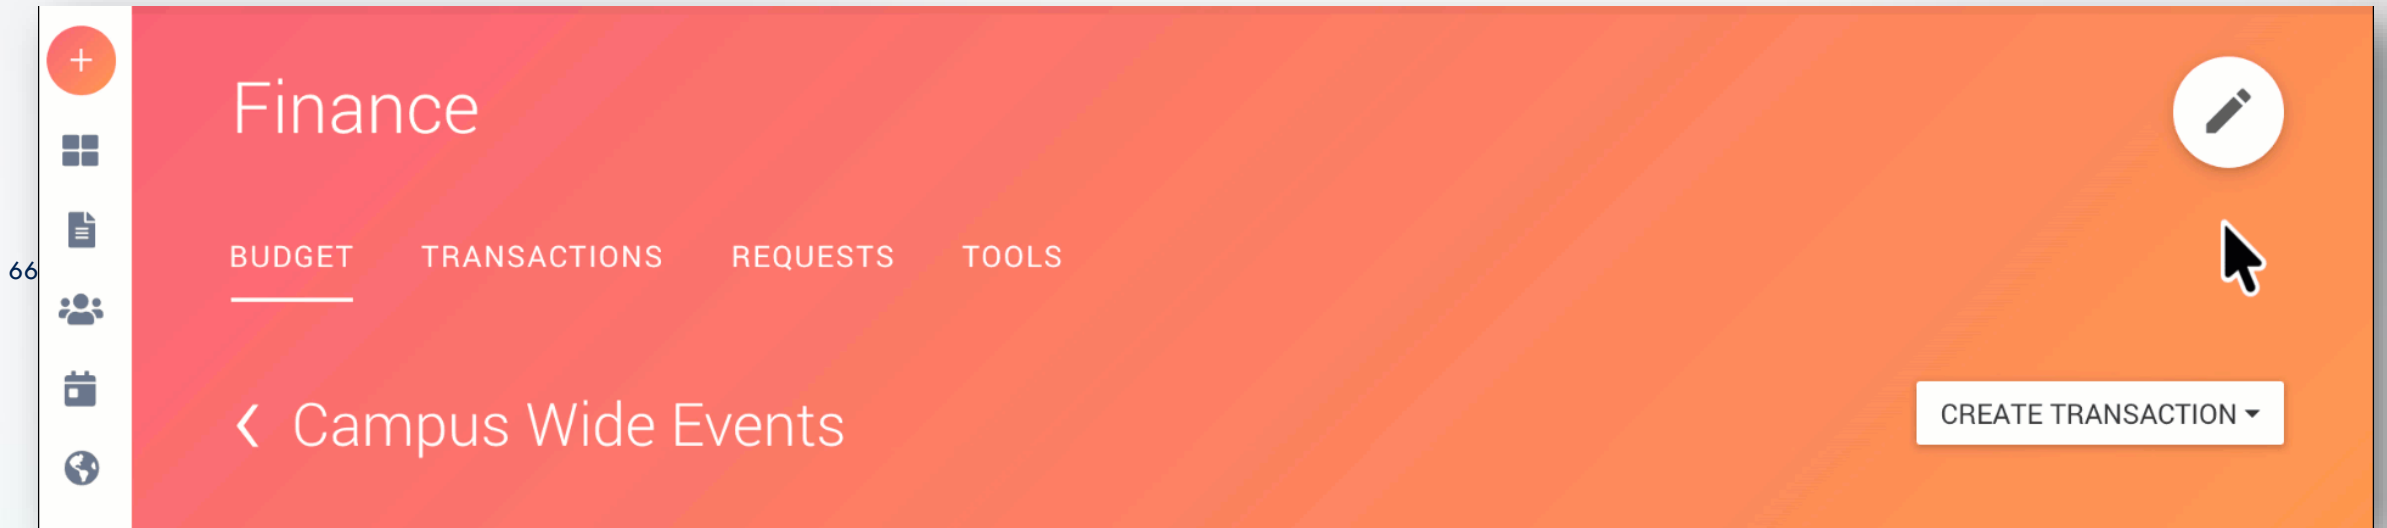 Finance
BUDGET TRANSACTIONS REQUESTS TOOLS
66
Campus Wide Events
CREATE TRANSACTION